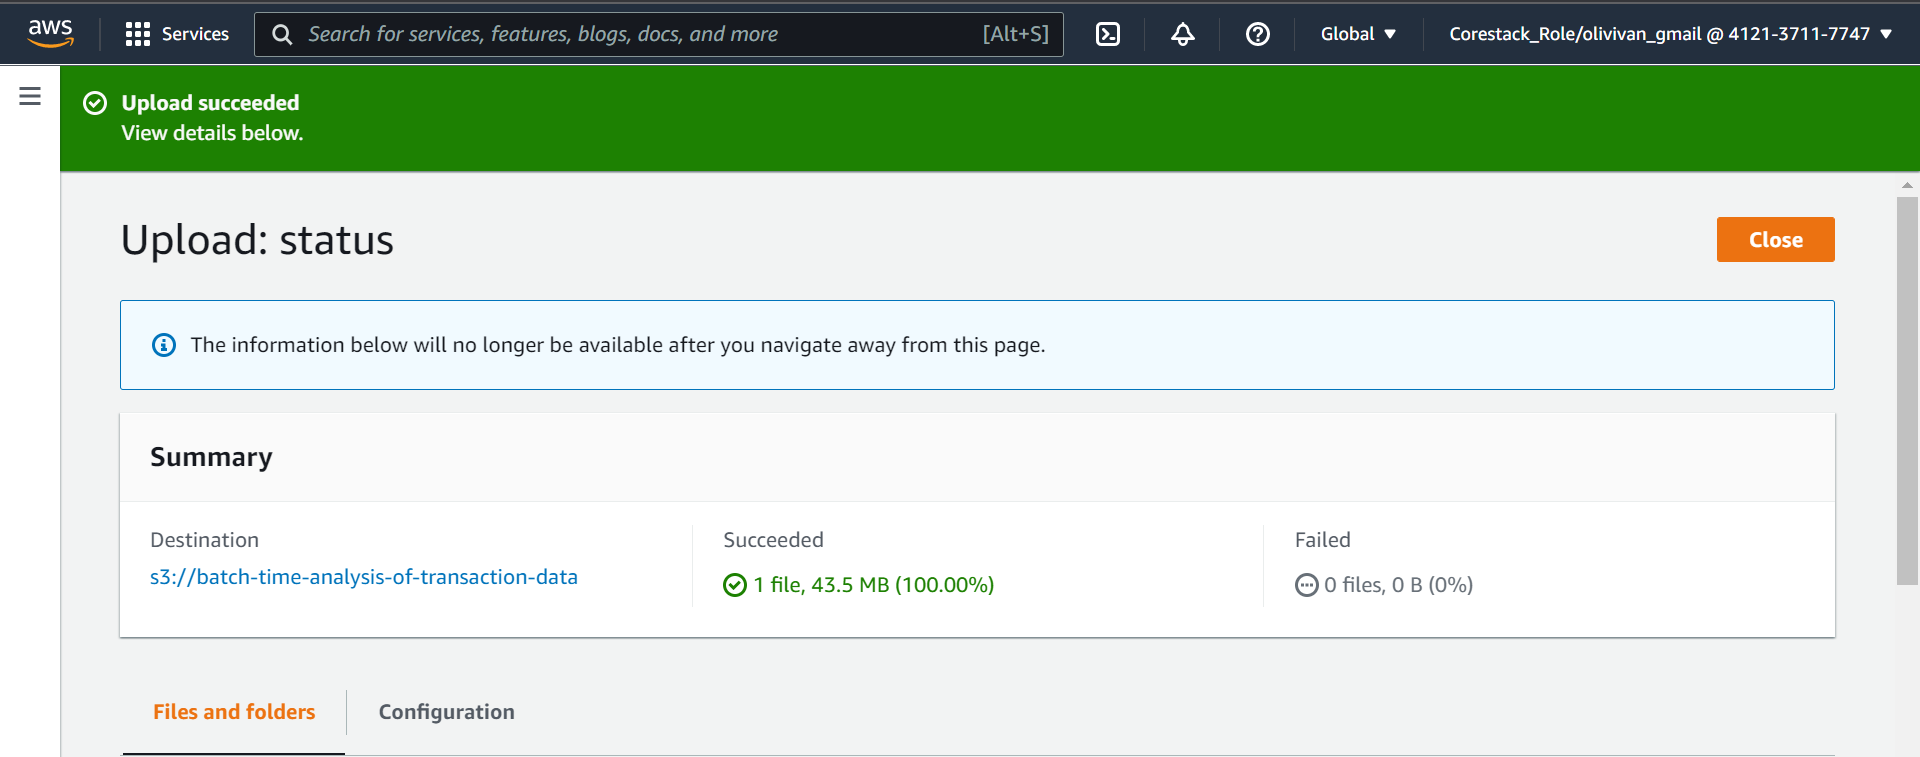 aws
Services
Search for services, features, blogs, docs, and more
[Alt+S]
Global
Corestack_Role/olivivan_gmail @ 4121-3711-7747
Upload succeeded
View details below.
Upload: status
Close
The information below will no longer be available after you navigate away from this page.
Summary
Destination
s3://batch-time-analysis-of-transaction-data
Succeeded
1 file, 43.5 MB (100.00%)
Failed
0 files, 0 B (0%)
Files and folders
Configuration